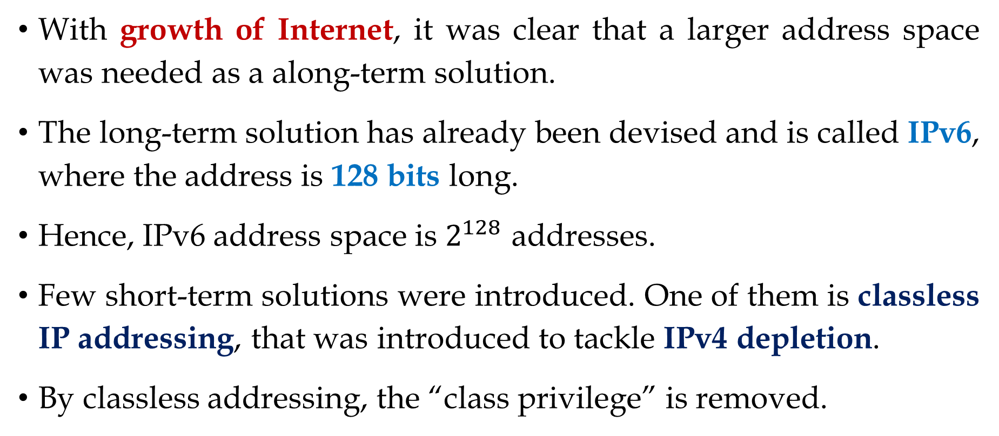 • With growth of Internet, it was clear that a larger address space
was needed as a along-term solution.
• The long-term solution has already been devised and is called IPv6,
where the address is 128 bits long.
• Hence, IPv6 address space is 2¹²⁸ addresses.
• Few short-term solutions were introduced. One of them is classless
IP addressing, that was introduced to tackle IPv4 depletion.
• By classless addressing, the “class privilege” is removed.